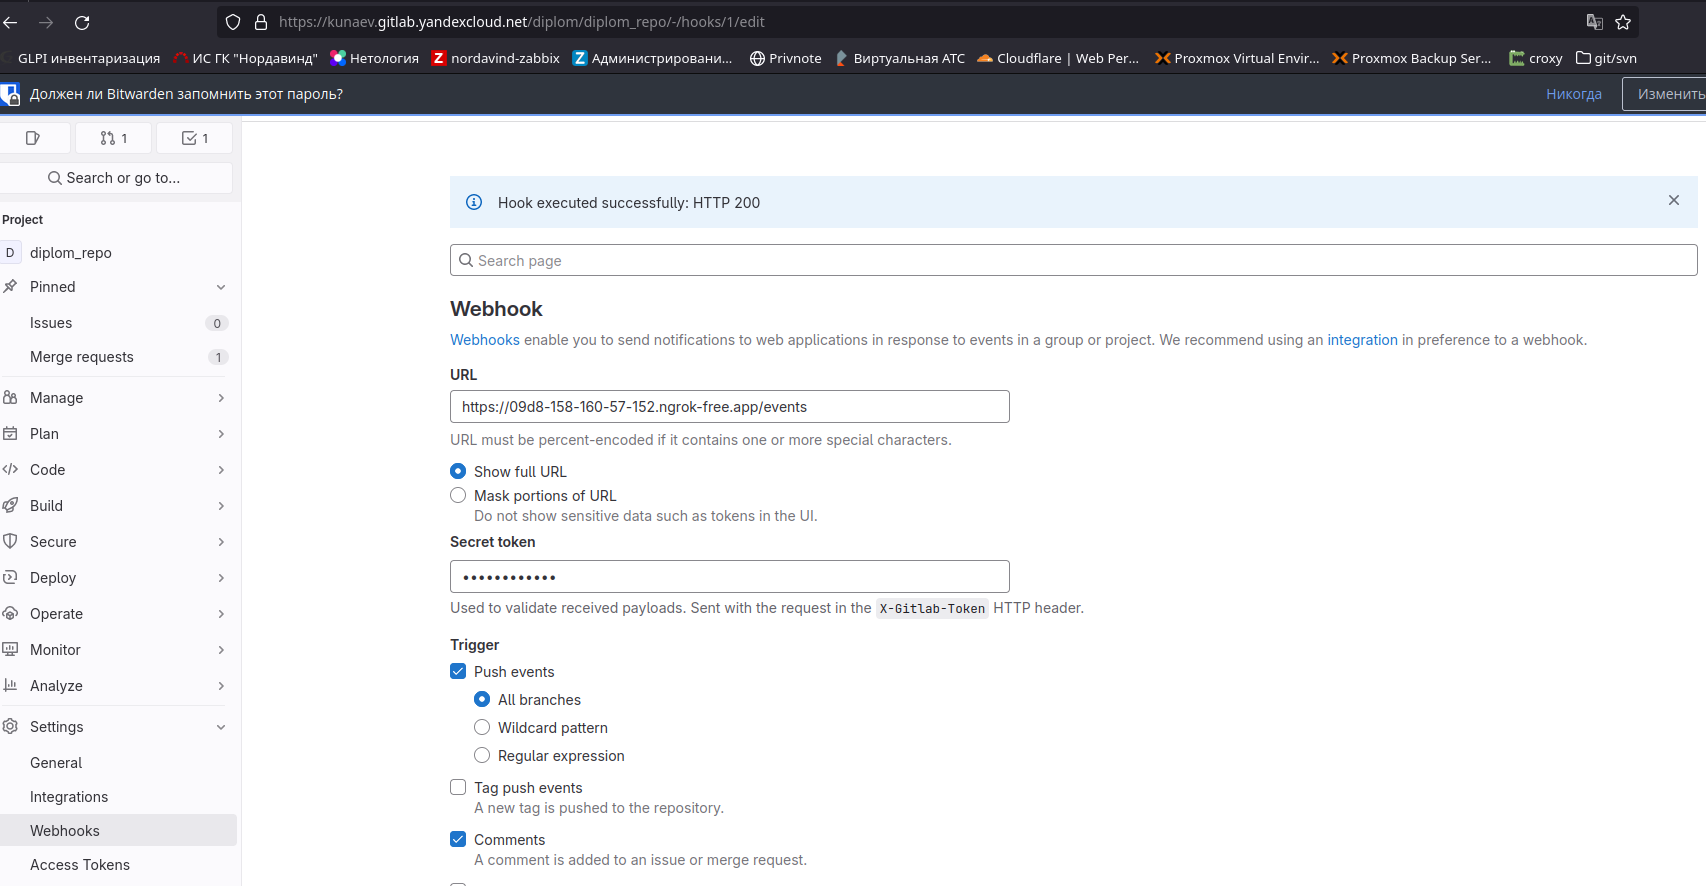 https://kunaev.gitlab.yandexcloud.net/diplom/diplom_repo/-/hooks/1/edit
GLPI инвентаризация ИС ГК "Нордавинд" Нетология nordavind-zabbix Администрировани... Privnote Виртуальная АТС Cloudflare | Web Per... Proxmox Virtual Envir... Proxmox Backup Ser... croxy git/svn
Должен ли Bitwarden запомнить этот пароль? Никогда Изменить
1 1
Search or go to...
Project
D diplom_repo
Pinned
Issues 0
Merge requests 1
Manage
Plan
Code
Build
Secure
Deploy
Operate
Monitor
Analyze
Settings
General
Integrations
Webhooks
Access Tokens
Hook executed successfully: HTTP 200
Search page
Webhook
Webhooks enable you to send notifications to web applications in response to events in a group or project. We recommend using an integration in preference to a webhook.
URL
https://09d8-158-160-57-152.ngrok-free.app/events
URL must be percent-encoded if it contains one or more special characters.
Show full URL
Mask portions of URL
Do not show sensitive data such as tokens in the UI.
Secret token
••••••••••••
Used to validate received payloads. Sent with the request in the X-Gitlab-Token HTTP header.
Trigger
Push events
All branches
Wildcard pattern
Regular expression
Tag push events
A new tag is pushed to the repository.
Comments
A comment is added to an issue or merge request.